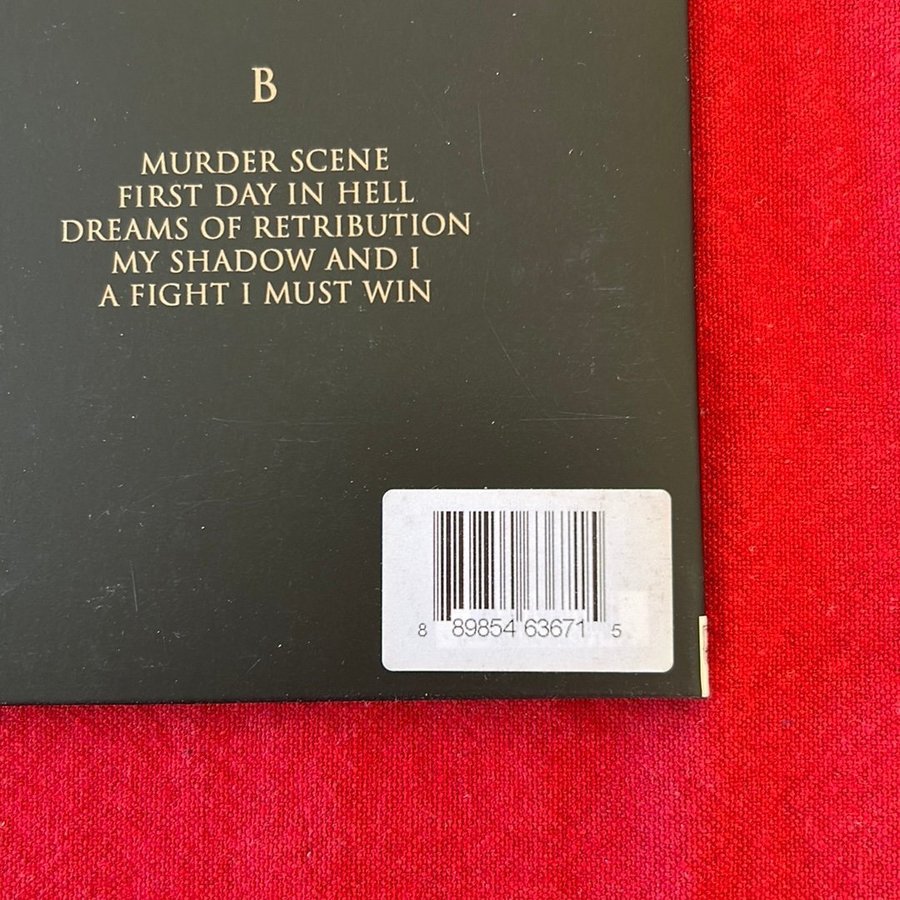 B
MURDER SCENE
FIRST DAY IN HELL
DREAMS OF RETRIBUTION
MY SHADOW AND I
A FIGHT I MUST WIN
8 89854 63671 5